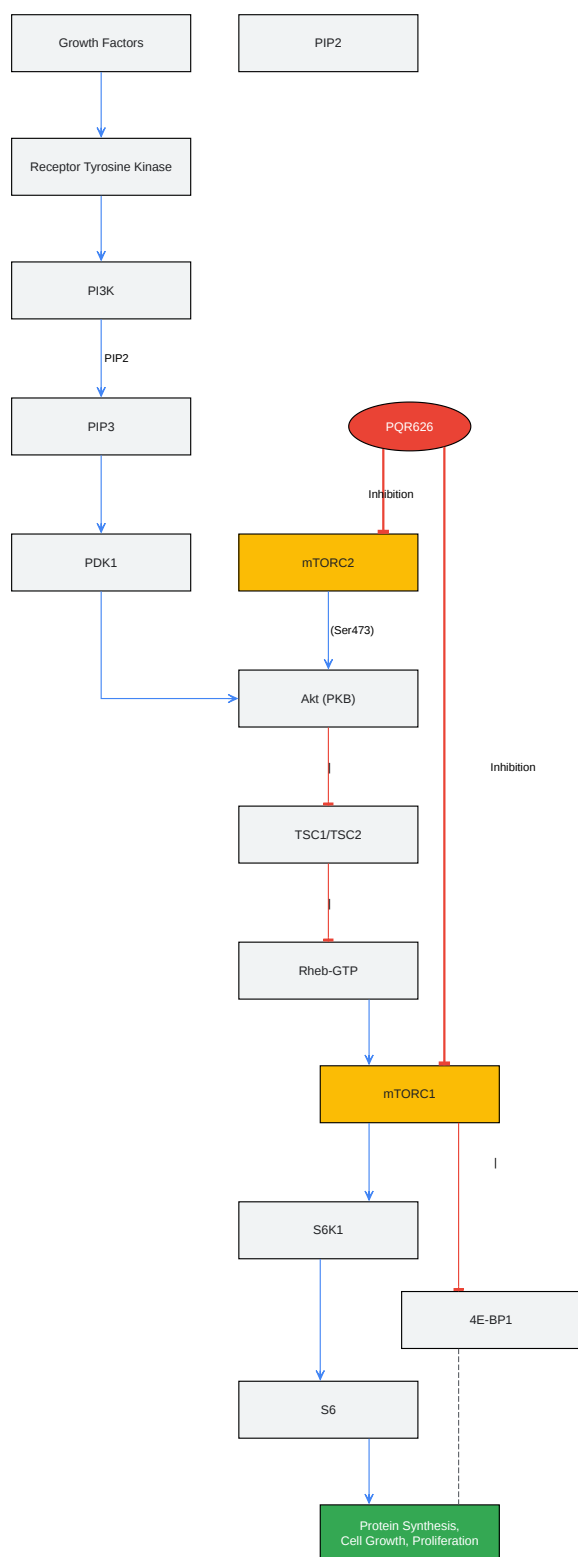 Growth Factors
PIP2
Receptor Tyrosine Kinase
PI3K
PIP2
PIP3
PQR626
Inhibition
PDK1
mTORC2
(Ser473)
Akt (PKB)
|
Inhibition
TSC1/TSC2
|
Rheb-GTP
mTORC1
|
S6K1
4E-BP1
S6
Protein Synthesis,
Cell Growth, Proliferation